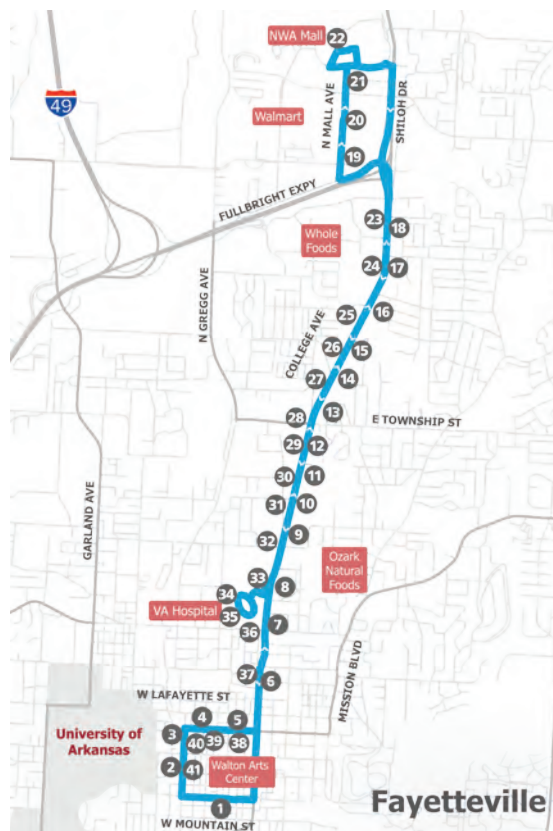 NWA Mall
22
21
49
N MALL AVE
SHILOH DR
20
Walmart
19
FULLBRIGHT EXPY
23
18
Whole
Foods
24
17
N GREGG AVE
25
16
COLLEGE AVE
26
15
27
14
13
28
E TOWNSHIP ST
29
12
30
11
31
10
GARLAND AVE
32
9
Ozark
Natural
Foods
33
8
34
VA Hospital
35
36
7
MISSION BLVD
37
6
W LAFAYETTE ST
4
5
University of
Arkansas
3
40
39
38
2
41
Walton Arts
Center
1
Fayetteville
W MOUNTAIN ST